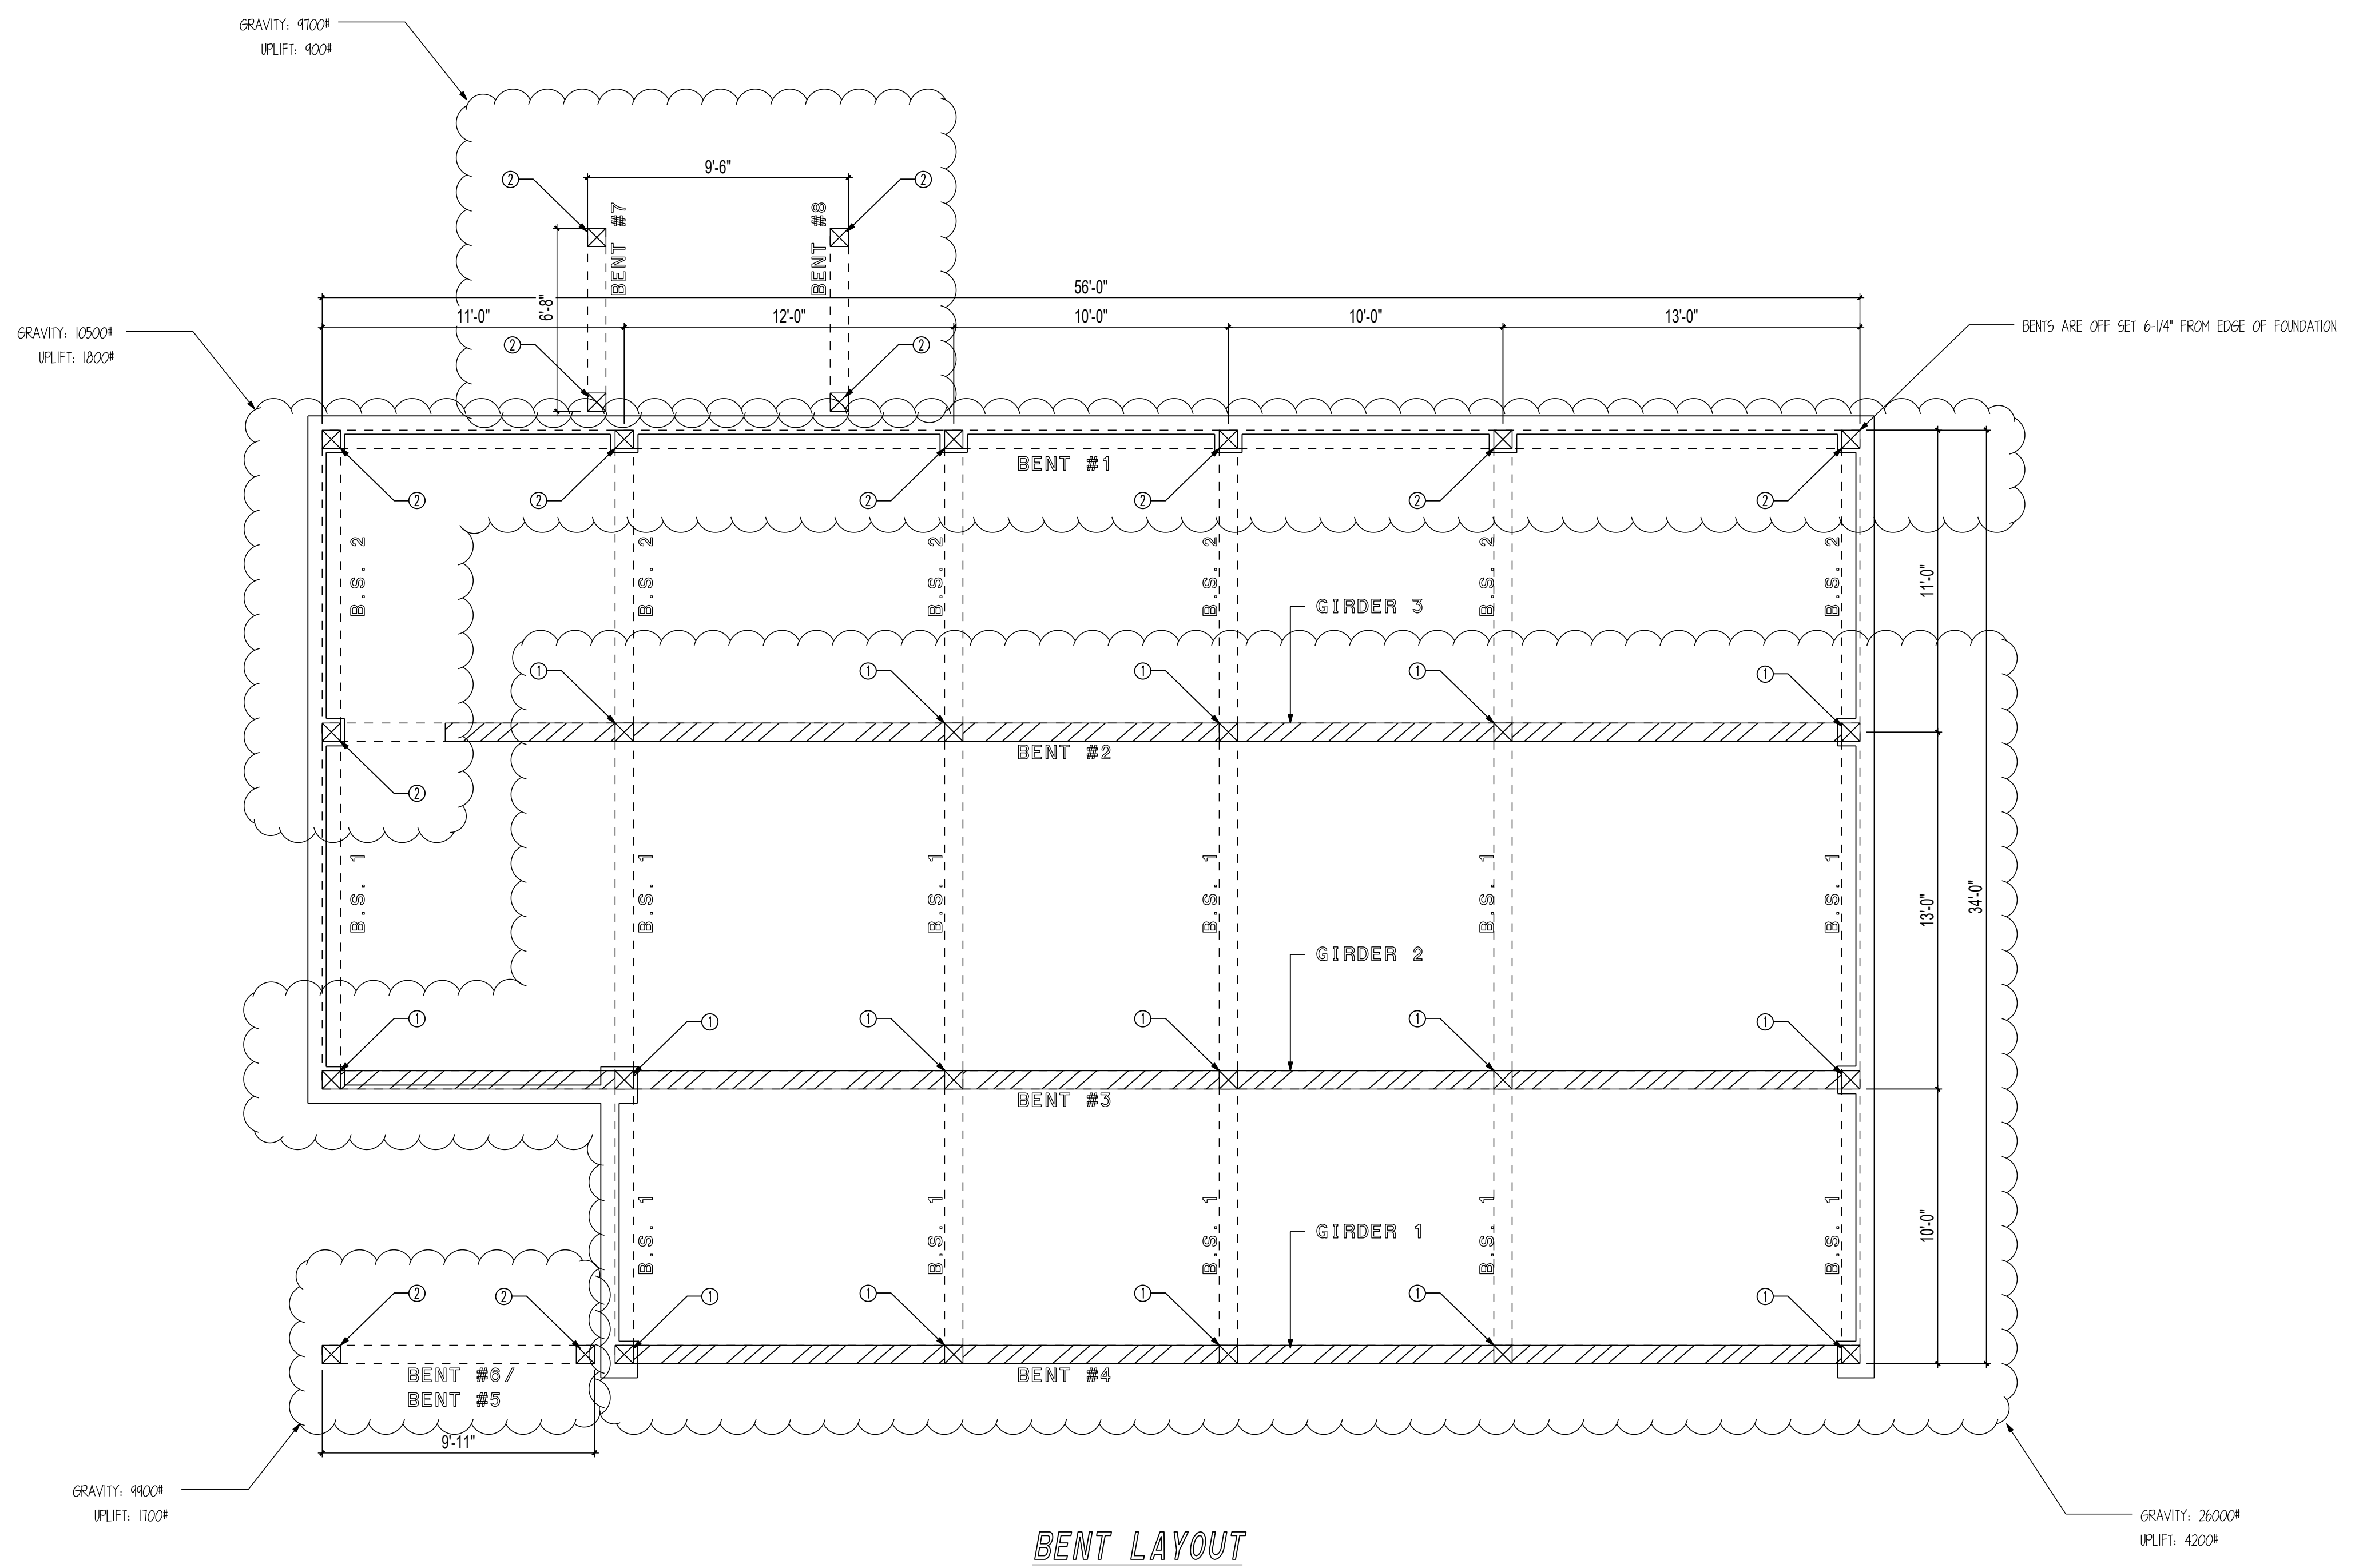 GRAVITY: 9700#
UPLIFT: 900#
9'-6"
2
2
BENT #7
BENT #8
6'-8"
56'-0"
11'-0"
12'-0"
10'-0"
10'-0"
13'-0"
GRAVITY: 10500#
UPLIFT: 1800#
BENTS ARE OFF SET 6-1/4" FROM EDGE OF FOUNDATION
2
2
BENT #1
2
2
2
2
2
2
B.S. 2
B.S. 2
B.S. 2
B.S. 2
B.S. 2
B.S. 2
11'-0"
GIRDER 3
1
1
1
1
1
BENT #2
2
B.S. 1
B.S. 1
B.S. 1
B.S. 1
B.S. 1
B.S. 1
13'-0"
34'-0"
GIRDER 2
1
1
1
1
1
1
BENT #3
B.S. 1
B.S. 1
B.S. 1
B.S. 1
B.S. 1
10'-0"
GIRDER 1
2
2
1
1
1
1
1
BENT #6/
BENT #5
BENT #4
9'-11"
GRAVITY: 9900#
UPLIFT: 1700#
GRAVITY: 26000#
UPLIFT: 4200#
BENT LAYOUT